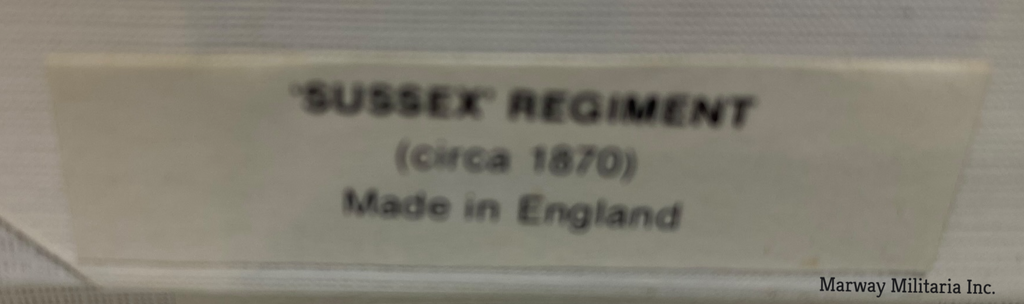 'SUSSEX' REGIMENT
(circa 1870)
Made in England
Marway Militaria Inc.